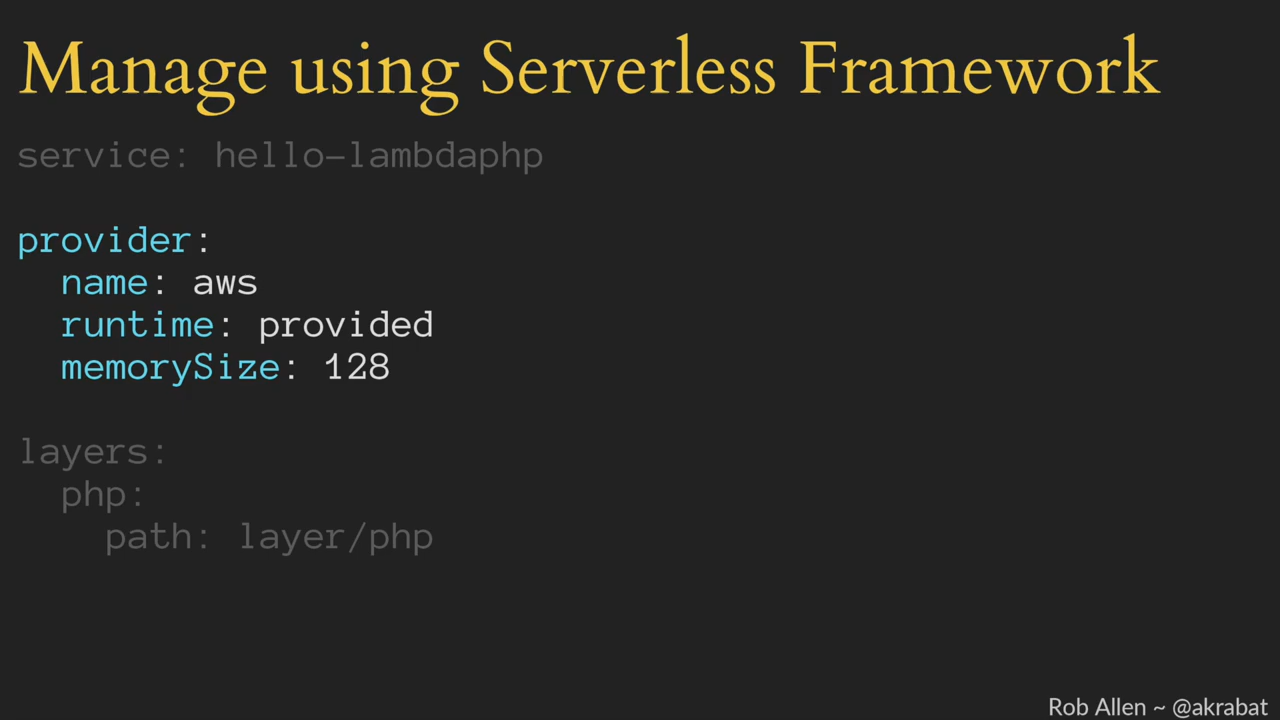 Manage using Serverless Framework
service: hello-lambdaphp
provider:
  name: aws
  runtime: provided
  memorySize: 128
layers:
  php:
    path: layer/php
Rob Allen ~ @akrabat